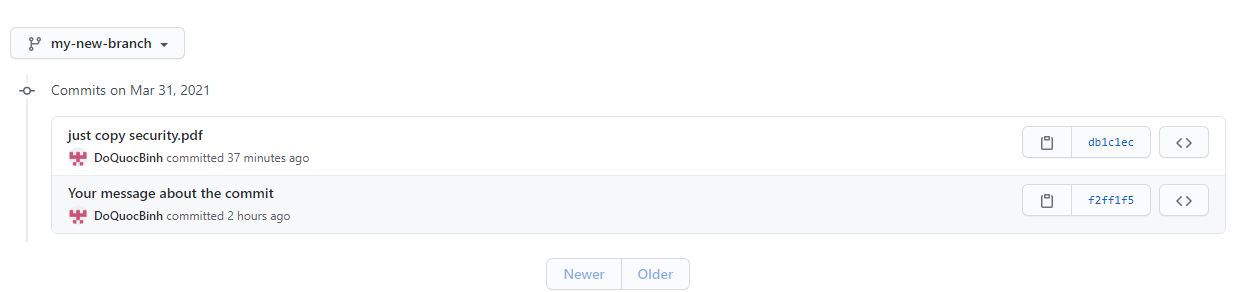 my-new-branch
Commits on Mar 31, 2021
just copy security.pdf
db1c1ec
DoQuocBinh committed 37 minutes ago
Your message about the commit
f2ff1f5
DoQuocBinh committed 2 hours ago
Newer Older